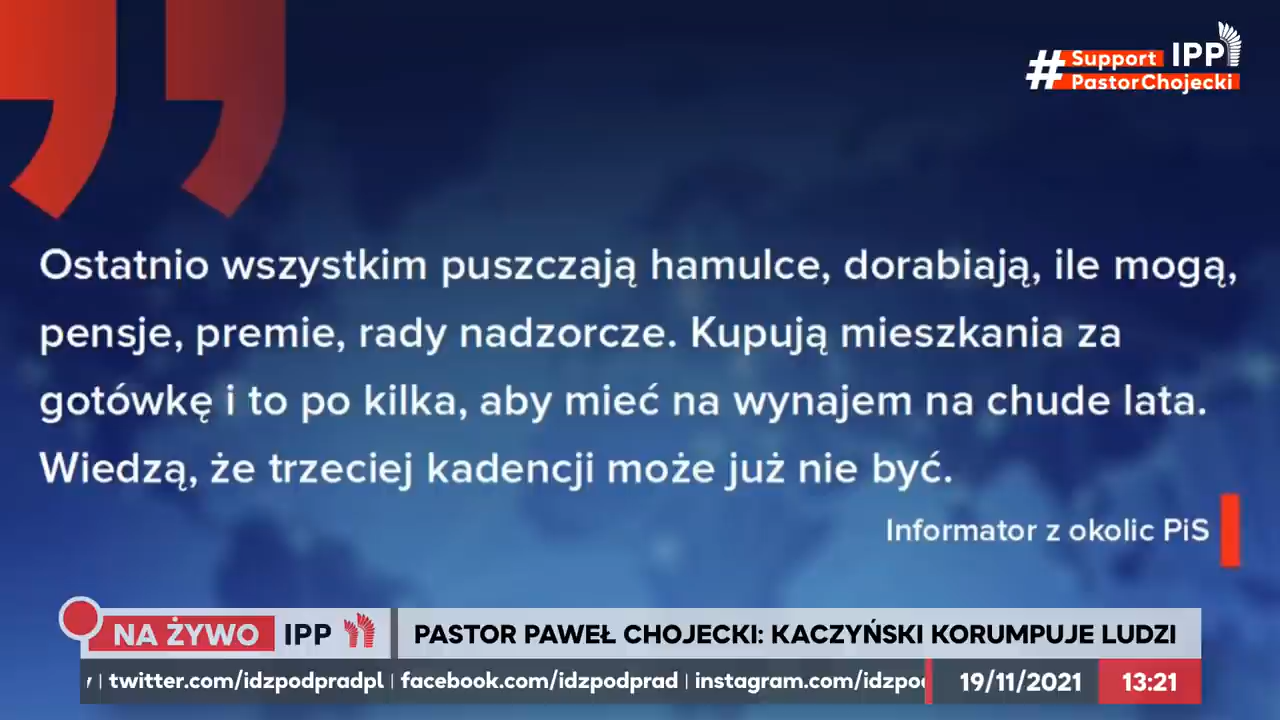 #Support IPP
PastorChojecki
Ostatnio wszystkim puszczają hamulce, dorabiają, ile mogą,
pensje, premie, rady nadzorcze. Kupują mieszkania za
gotówkę i to po kilka, aby mieć na wynajem na chude lata.
Wiedzą, że trzeciej kadencji może już nie być.
Informator z okolic PiS
NA ŻYWO IPP PASTOR PAWEŁ CHOJECKI: KACZYŃSKI KORUMPUJE LUDZI
| twitter.com/idzpodpradpl | facebook.com/idzpodprad | instagram.com/idzpo 19/11/2021 13:21